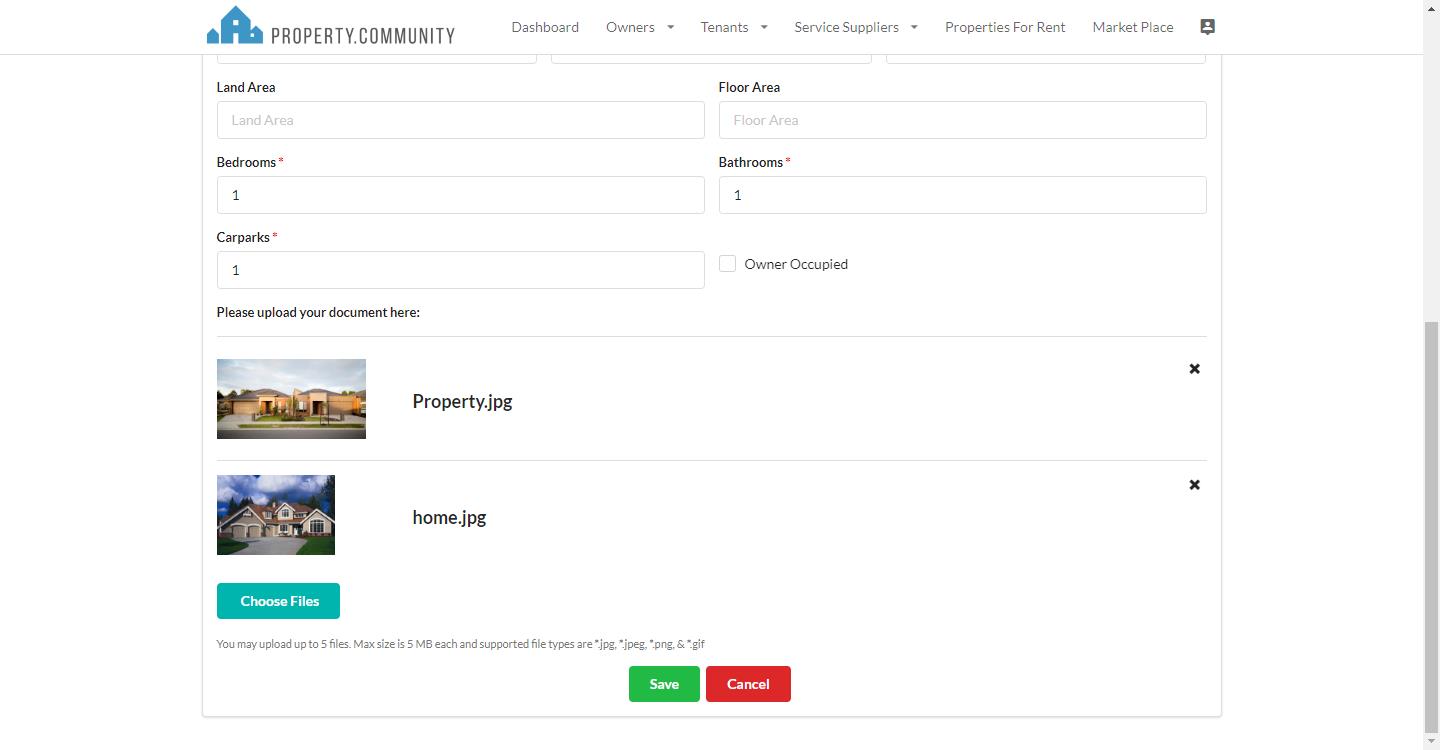 PROPERTY.COMMUNITY Dashboard Owners Tenants Service Suppliers Properties For Rent Market Place
Land Area Floor Area
Land Area Floor Area
Bedrooms * Bathrooms *
1 1
Carparks *
1 Owner Occupied
Please upload your document here:
Property.jpg
home.jpg
Choose Files
You may upload up to 5 files. Max size is 5 MB each and supported file types are *.jpg, *.jpeg, *.png, & *.gif
Save Cancel